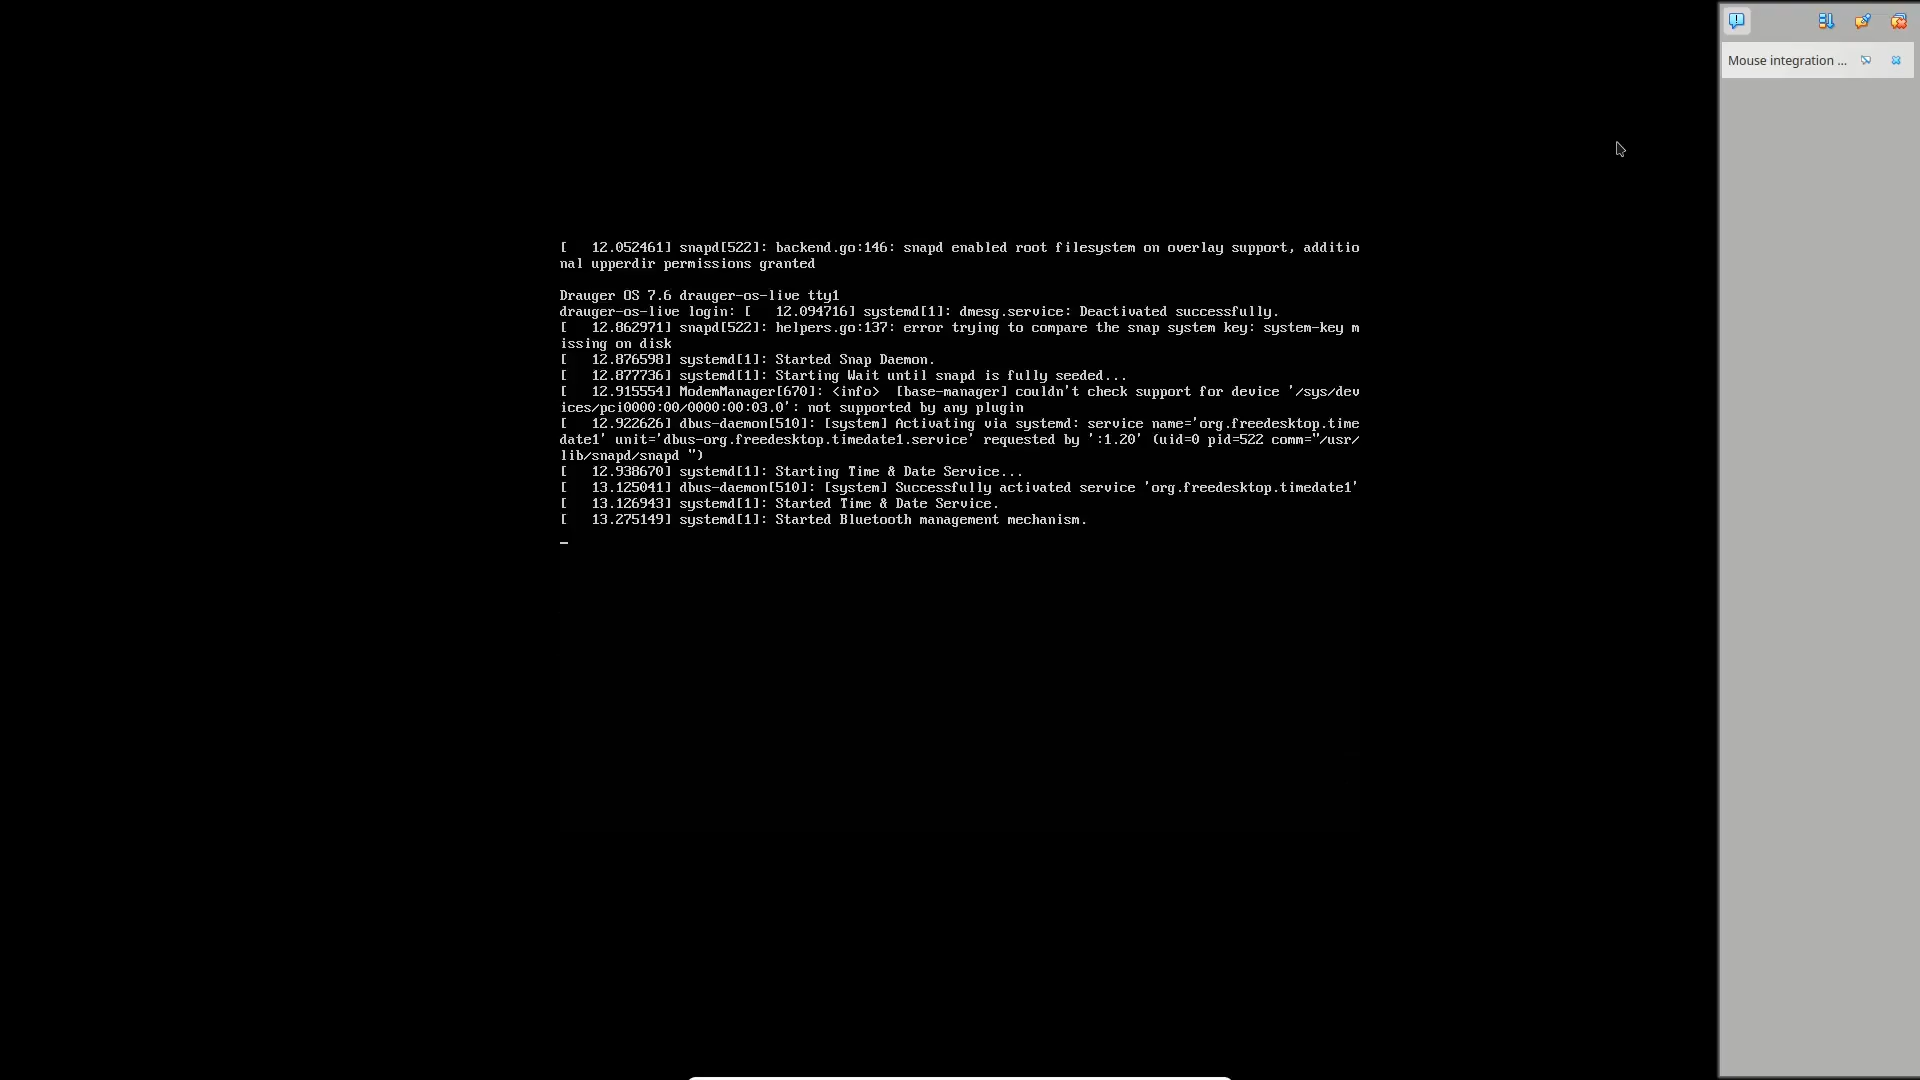 Mouse integration ...
[   12.052461] snapd[522]: backend.go:146: snapd enabled root filesystem on overlay support, additio
nal upperdir permissions granted
Drauger OS 7.6 drauger-os-live tty1
drauger-os-live login: [   12.094716] systemd[1]: dmesg.service: Deactivated successfully.
[   12.862971] snapd[522]: helpers.go:137: error trying to compare the snap system key: system-key m
issing on disk
[   12.876598] systemd[1]: Started Snap Daemon.
[   12.877736] systemd[1]: Starting Wait until snapd is fully seeded...
[   12.915554] ModemManager[670]: <info>  [base-manager] couldn't check support for device '/sys/dev
ices/pci0000:00/0000:00:03.0': not supported by any plugin
[   12.922626] dbus-daemon[510]: [system] Activating via systemd: service name='org.freedesktop.time
date1' unit='dbus-org.freedesktop.timedate1.service' requested by ':1.20' (uid=0 pid=522 comm="/usr/
lib/snapd/snapd ")
[   12.938670] systemd[1]: Starting Time & Date Service...
[   13.125041] dbus-daemon[510]: [system] Successfully activated service 'org.freedesktop.timedate1'
[   13.126943] systemd[1]: Started Time & Date Service.
[   13.275149] systemd[1]: Started Bluetooth management mechanism.